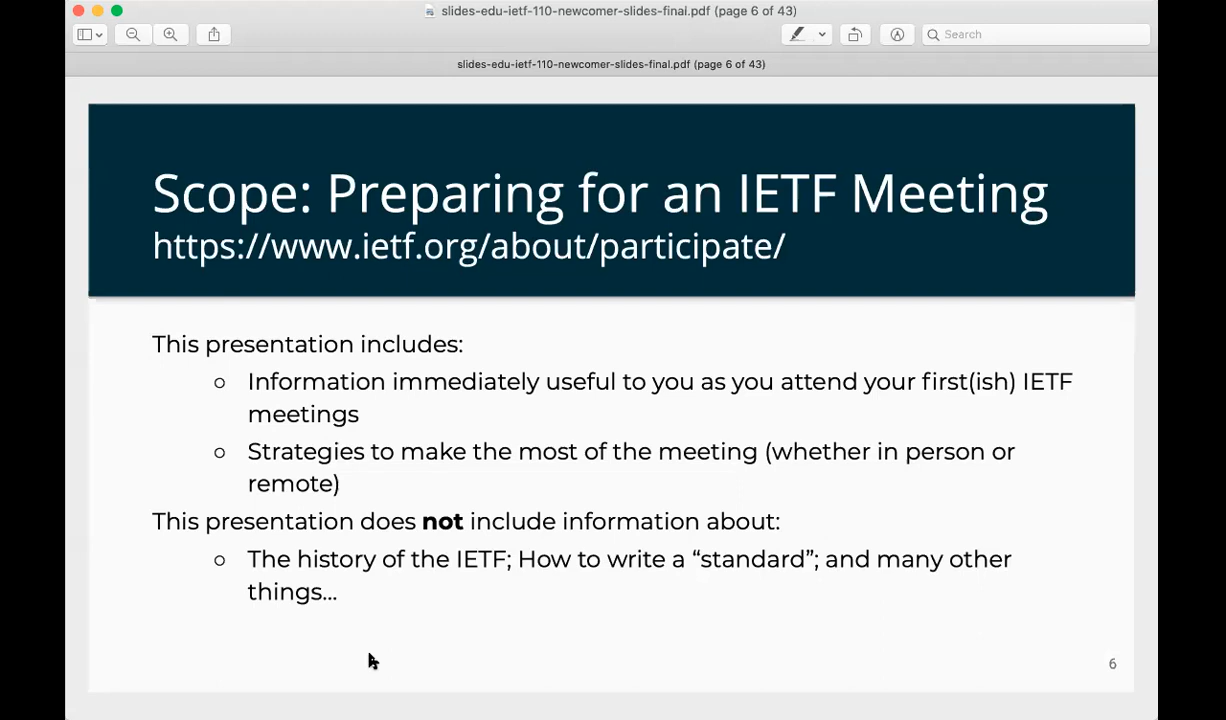 slides-edu-ietf-110-newcomer-slides-final.pdf (page 6 of 43)
Search
slides-edu-ietf-110-newcomer-slides-final.pdf (page 6 of 43)
Scope: Preparing for an IETF Meeting
https://www.ietf.org/about/participate/
This presentation includes:
○ Information immediately useful to you as you attend your first(ish) IETF
meetings
○ Strategies to make the most of the meeting (whether in person or
remote)
This presentation does not include information about:
○ The history of the IETF; How to write a “standard”; and many other
things...
6